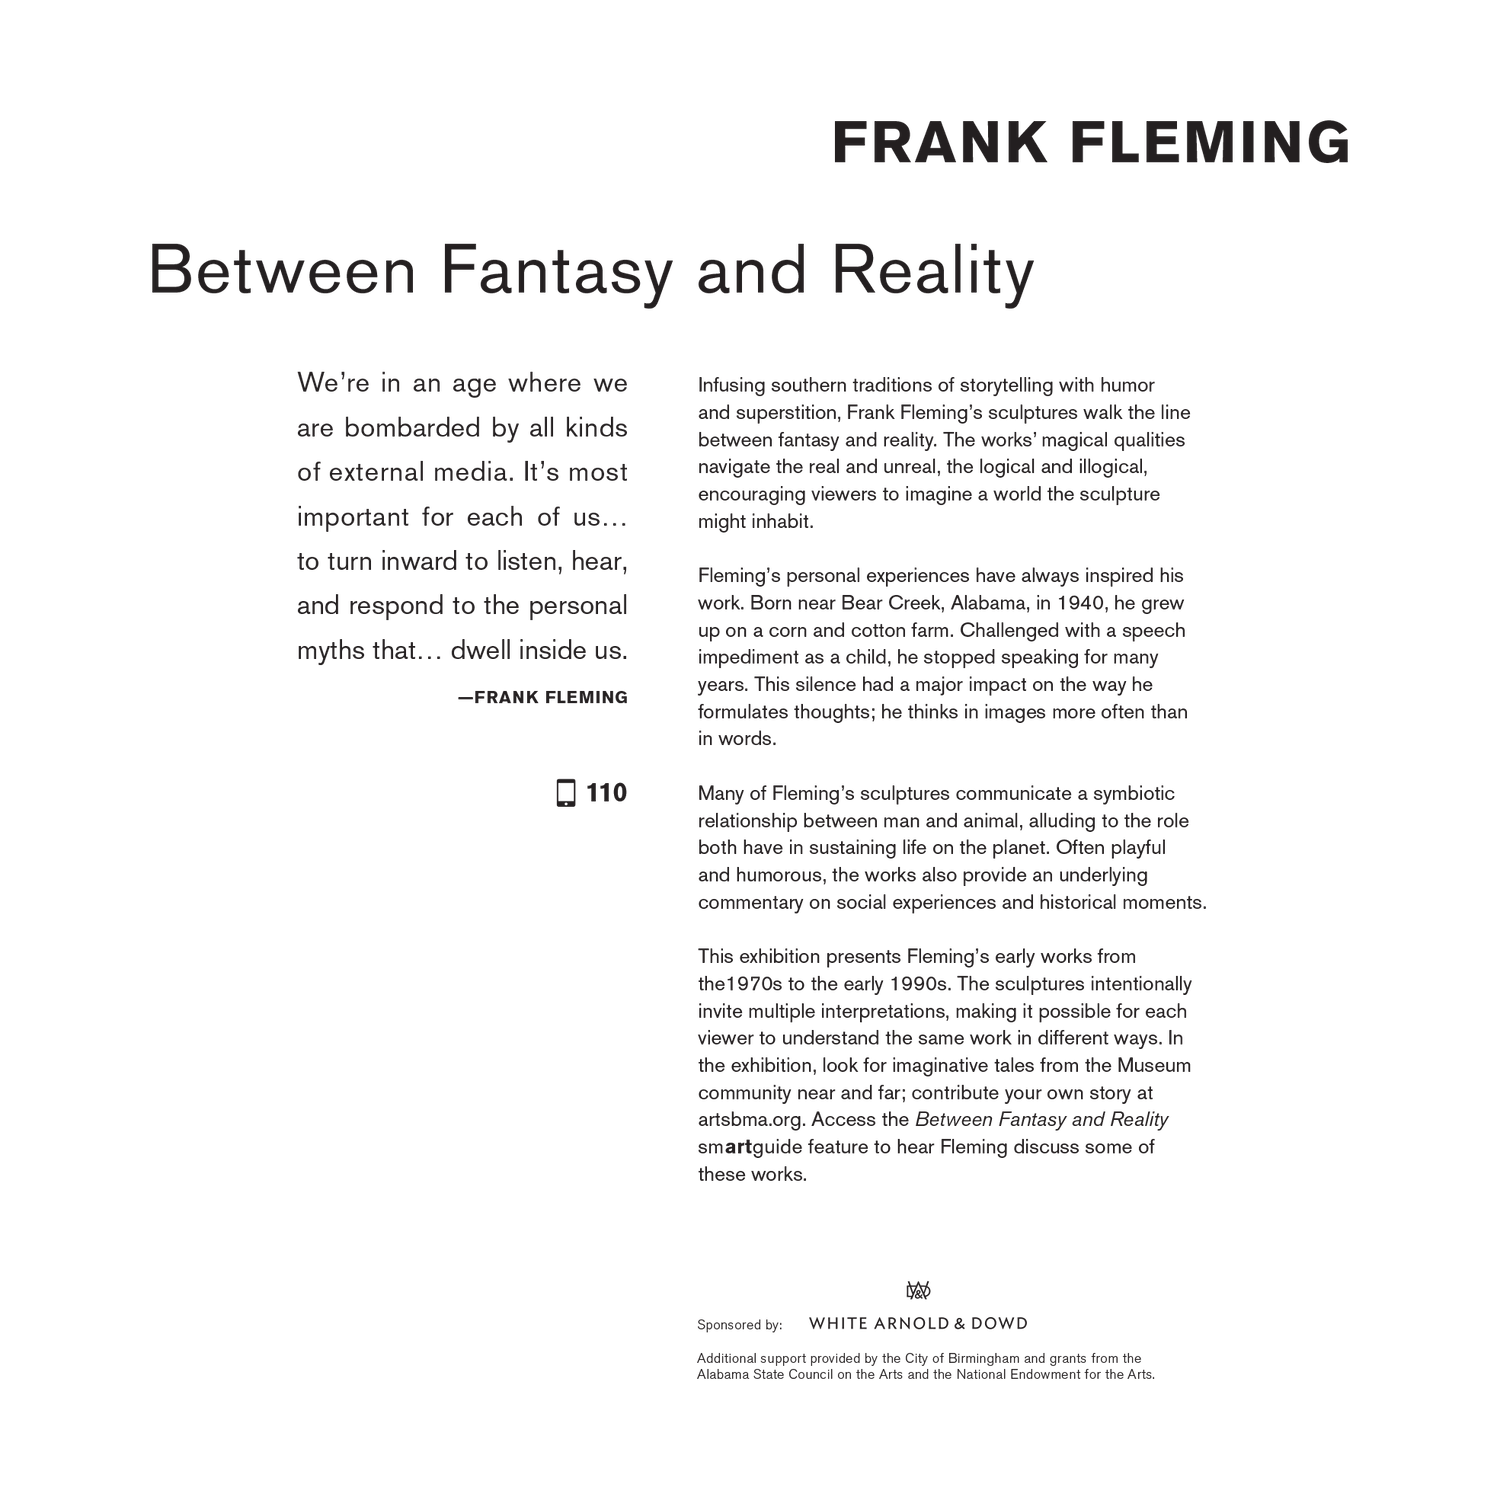 FRANK FLEMING
Between Fantasy and Reality
We’re in an age where we
are bombarded by all kinds
of external media. It’s most
important for each of us…
to turn inward to listen, hear,
and respond to the personal
myths that… dwell inside us.
—FRANK FLEMING
110
Infusing southern traditions of storytelling with humor
and superstition, Frank Fleming’s sculptures walk the line
between fantasy and reality. The works’ magical qualities
navigate the real and unreal, the logical and illogical,
encouraging viewers to imagine a world the sculpture
might inhabit.
Fleming’s personal experiences have always inspired his
work. Born near Bear Creek, Alabama, in 1940, he grew
up on a corn and cotton farm. Challenged with a speech
impediment as a child, he stopped speaking for many
years. This silence had a major impact on the way he
formulates thoughts; he thinks in images more often than
in words.
Many of Fleming’s sculptures communicate a symbiotic
relationship between man and animal, alluding to the role
both have in sustaining life on the planet. Often playful
and humorous, the works also provide an underlying
commentary on social experiences and historical moments.
This exhibition presents Fleming’s early works from
the1970s to the early 1990s. The sculptures intentionally
invite multiple interpretations, making it possible for each
viewer to understand the same work in different ways. In
the exhibition, look for imaginative tales from the Museum
community near and far; contribute your own story at
artsbma.org. Access the Between Fantasy and Reality
smartguide feature to hear Fleming discuss some of
these works.
W D&D
Sponsored by: WHITE ARNOLD & DOWD
Additional support provided by the City of Birmingham and grants from the
Alabama State Council on the Arts and the National Endowment for the Arts.